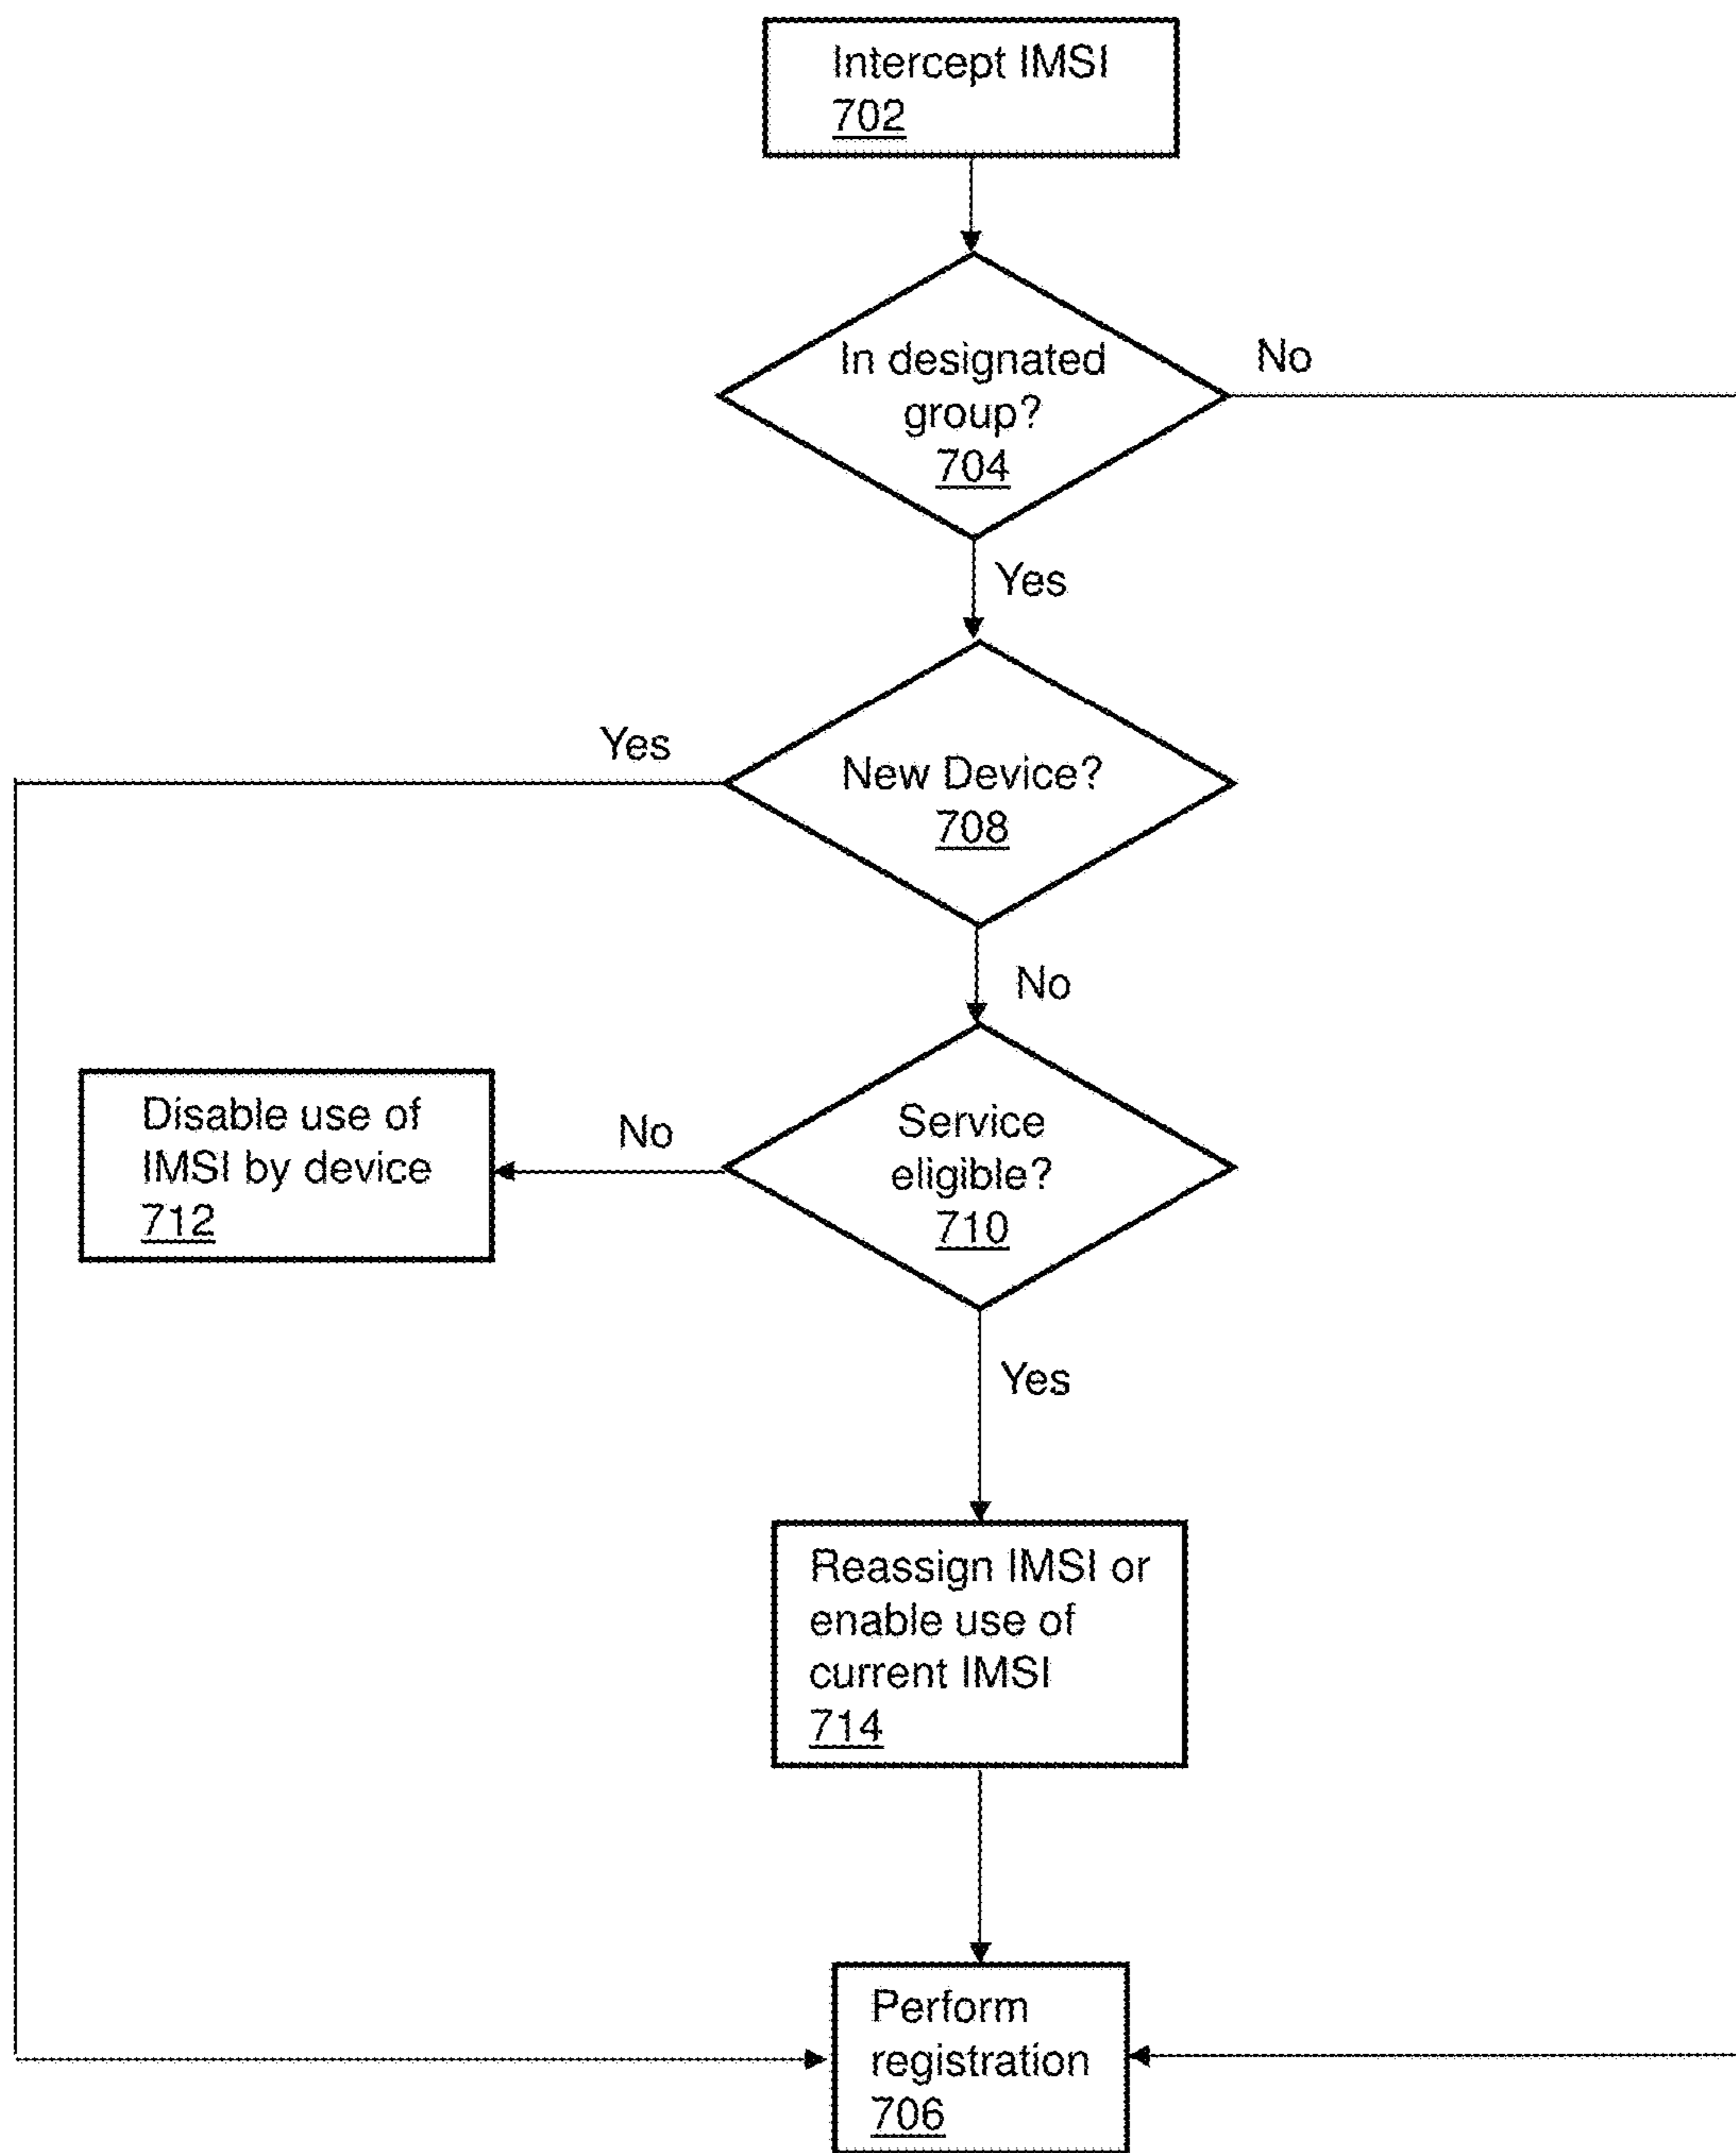 Intercept IMSI
702
In designated
group?
704
No
Yes
Yes
New Device?
708
No
Disable use of
IMSI by device
712
No
Service
eligible?
710
Yes
Reassign IMSI or
enable use of
current IMSI
714
Perform
registration
706